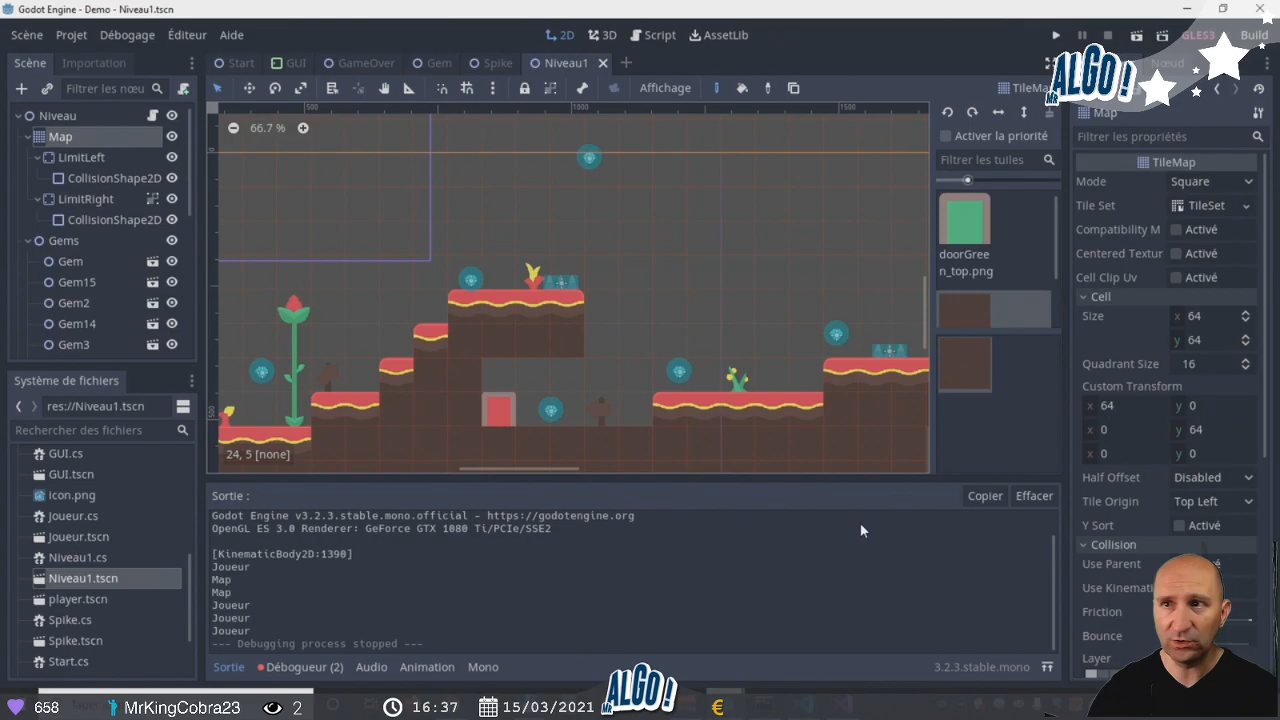 Godot Engine - Demo - Niveau1.tscn
Scène Projet Débogage Éditeur Aide
2D 3D Script AssetLib
GLES3 Build
Scène Importation
Start GUI GameOver Gem Spike Niveau1
Nœud
Filtrer les nœu
Affichage
TileMa
MR ALGO !
Niveau
Map
LimitLeft
CollisionShape2D
LimitRight
CollisionShape2D
Gems
Gem
Gem15
Gem2
Gem14
Gem3
500 1000 1500
66.7 %
0
500
24, 5 [none]
Activer la priorité
Filtrer les tuiles
doorGree
n_top.png
Map
Filtrer les propriétés
TileMap
Mode Square
Tile Set TileSet
Compatibility M Activé
Centered Textur Activé
Cell Clip Uv Activé
Cell
Size x 64
y 64
Quadrant Size 16
Custom Transform
x 64 y 0
x 0 y 64
x 0 y 0
Half Offset Disabled
Tile Origin Top Left
Y Sort Activé
Collision
Use Parent
Use Kinemati
Friction
Bounce
Layer
Système de fichiers
res://Niveau1.tscn
Rechercher des fichiers
GUI.cs
GUI.tscn
icon.png
Joueur.cs
Joueur.tscn
Niveau1.cs
Niveau1.tscn
player.tscn
Spike.cs
Spike.tscn
Start.cs
Sortie :
Copier Effacer
Godot Engine v3.2.3.stable.mono.official - https://godotengine.org
OpenGL ES 3.0 Renderer: GeForce GTX 1080 Ti/PCIe/SSE2
[KinematicBody2D:1390]
Joueur
Map
Map
Joueur
Joueur
Joueur
--- Debugging process stopped ---
Sortie Débogueur (2) Audio Animation Mono
3.2.3.stable.mono
658 MrKingCobra23 2 16:37 15/03/2021 MR ALGO ! €